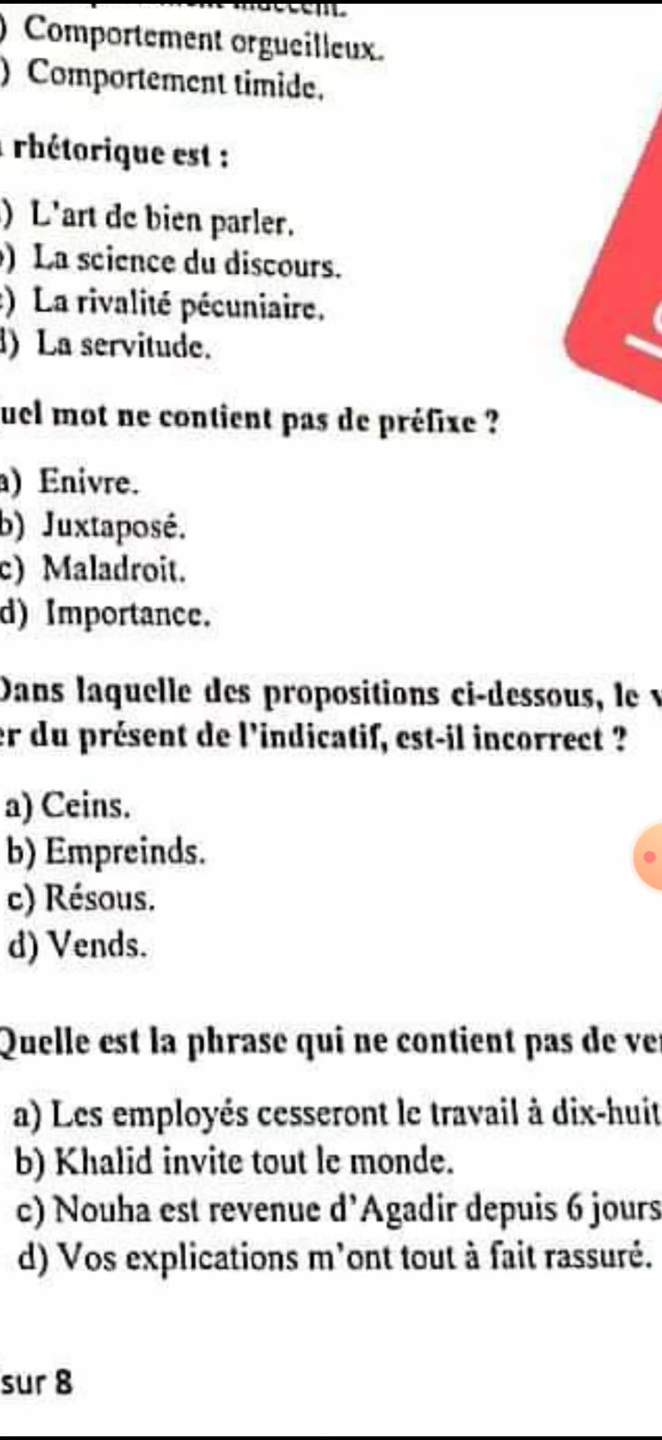 ) Comportement orgueilleux.
) Comportement timide.
rhétorique est :
) L'art de bien parler.
) La science du discours.
) La rivalité pécuniaire.
d) La servitude.
uel mot ne contient pas de préfixe ?
a) Enivre.
b) Juxtaposé.
c) Maladroit.
d) Importance.
Dans laquelle des propositions ci-dessous, le v
er du présent de l'indicatif, est-il incorrect ?
a) Ceins.
b) Empreinds.
c) Résous.
d) Vends.
Quelle est la phrase qui ne contient pas de ver
a) Les employés cesseront le travail à dix-huit
b) Khalid invite tout le monde.
c) Nouha est revenue d'Agadir depuis 6 jours
d) Vos explications m'ont tout à fait rassuré.
sur 8